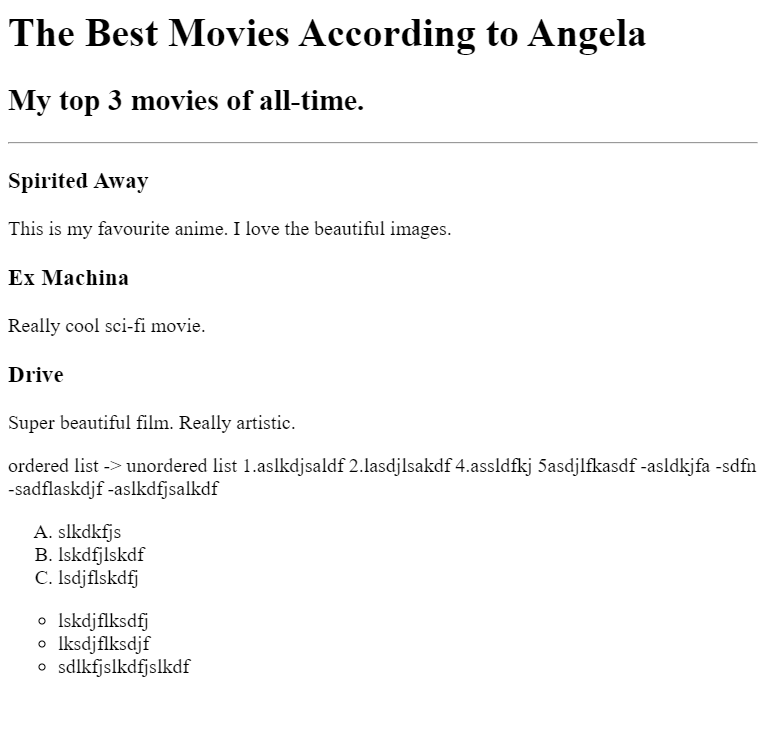 The Best Movies According to Angela
My top 3 movies of all-time.
Spirited Away
This is my favourite anime. I love the beautiful images.
Ex Machina
Really cool sci-fi movie.
Drive
Super beautiful film. Really artistic.
ordered list -> unordered list 1.aslkdjsaldf 2.lasdjlsakdf 4.assldfkj 5asdjlfkasdf -asldkjfa -sdfn
-sadflaskdjf -aslkdfjsalkdf
A. slkdkfjs
B. lskdfjlskdf
C. lsdjflskdfj
lskdjflksdfj
lksdjflksdjf
sdlkfjslkdfjslkdf